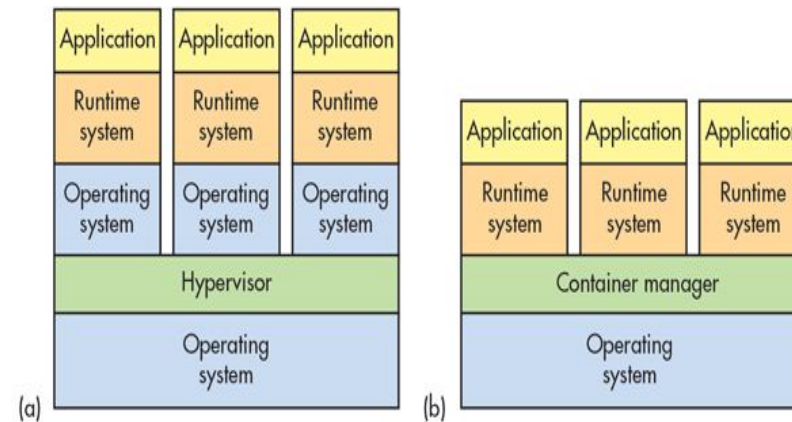 Application Application Application
Runtime Runtime Runtime
system system system
Operating Operating Operating
system system system
Hypervisor
Operating
system
(a)
Application Application Application
Runtime Runtime Runtime
system system system
Container manager
Operating
system
(b)